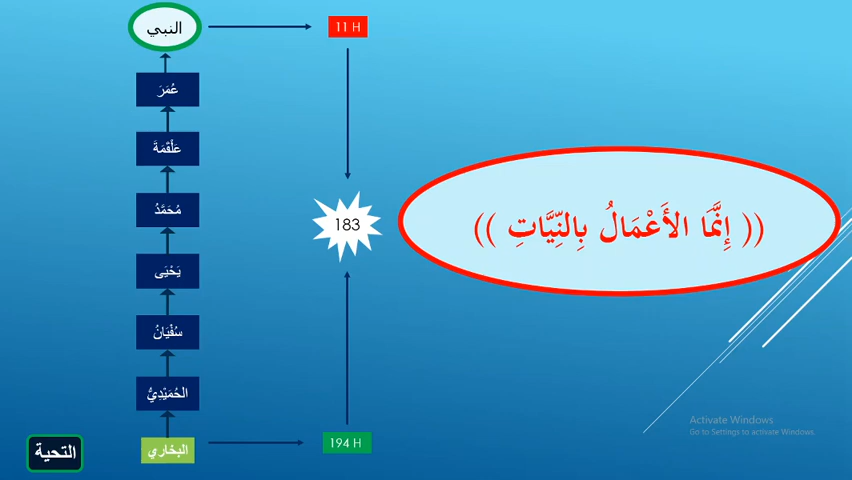 النبي
11 H
عُمَرَ
عَلْقَمَةَ
مُحَمَّدُ
183
(( إِنَّمَا الأَعْمَالُ بِالنِّيَّاتِ ))
يَحْيَى
سُفْيَانُ
الحُمَيْدِيُّ
البخاري
194 H
التحية
Activate Windows
Go to Settings to activate Windows.